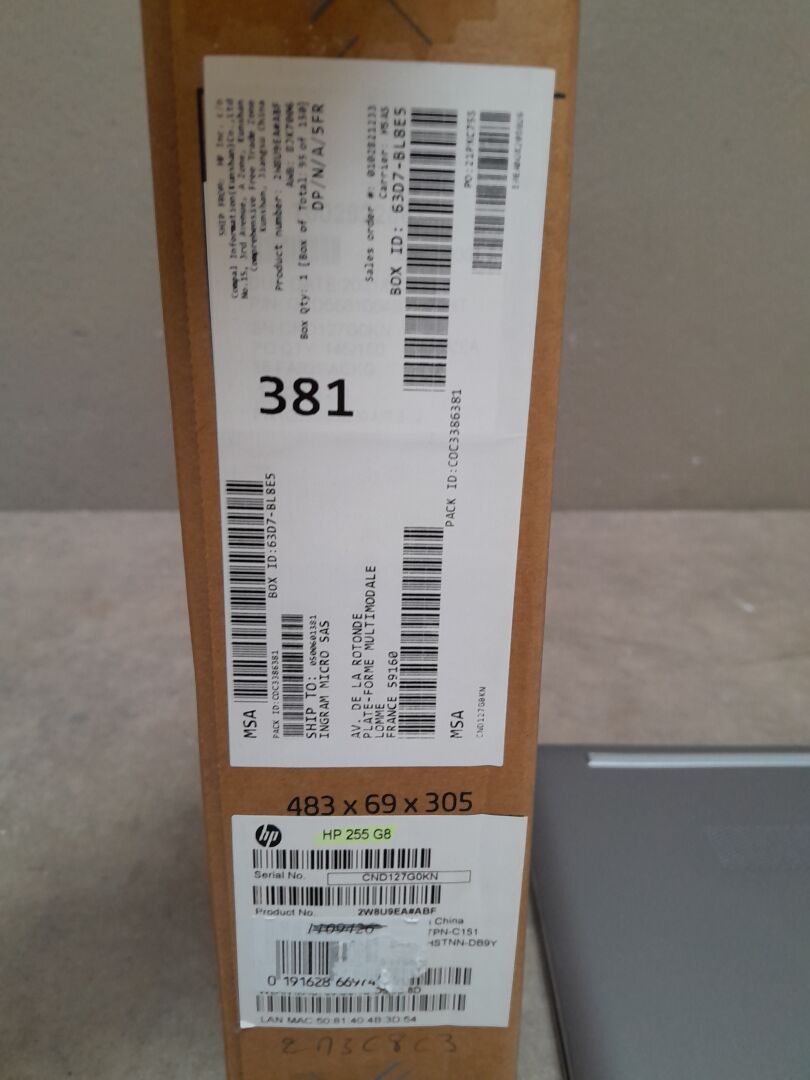 SHIP FROM: HP Inc. c/o
Compal Information(Kunshan)Co.,Ltd
No.15, 3rd Avenue, A Zone, Kunshan
Comprehensive Free Trade Zone
Kunshan, Jiangsu China
Product number: 2W8U9EA#ABF
Box Qty: 1 [Box of Total 95 of 150]
DP/N/A/5FR
Sales order #: 0102821233
BOX ID: 63D7-BL8E5
381
PACK ID:COC3386381
BOX ID:63D7-BL8E5
MSA
PACK ID:COC3386381
SHIP TO: 0500601381
INGRAM MICRO SAS
AV. DE LA ROTONDE
PLATE-FORME MULTIMODALE
LOMME
FRANCE 59160
MSA
CND127G0KN
483 x 69 x 305
hp
HP 255 G8
Serial No.
CND127G0KN
Product No.
2W8U9EA#ABF
China
TPN-C151
HSTNN-DB9Y
0 191628
LAN MAC 50:81:40:4B:3D:54